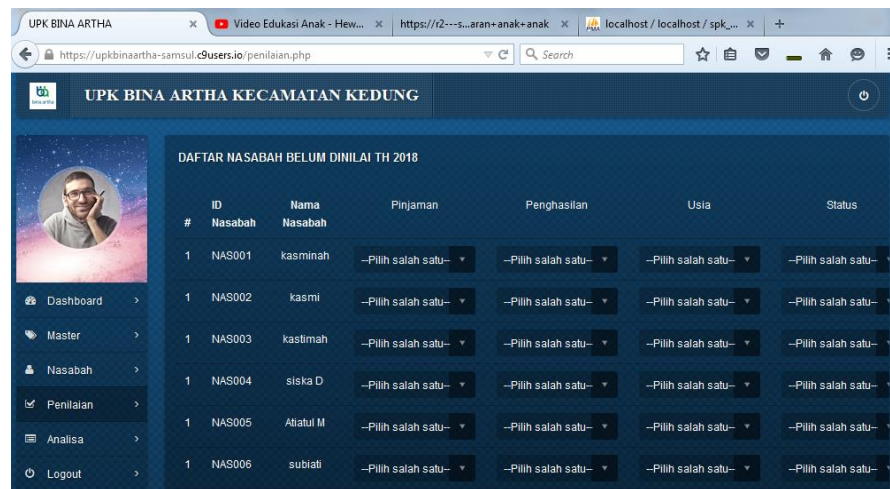 UPK BINA ARTHA
Video Edukasi Anak - Hew...
https://r2---s...aran+anak+anak
localhost / localhost / spk_...
https://upkbinaartha-samsul.c9users.io/penilaian.php
Search
bina artha
UPK BINA ARTHA KECAMATAN KEDUNG
DAFTAR NASABAH BELUM DINILAI TH 2018
# ID Nasabah Nama Nasabah Pinjaman Penghasilan Usia Status
1 NAS001 kasminah --Pilih salah satu-- --Pilih salah satu-- --Pilih salah satu-- --Pilih salah satu--
1 NAS002 kasmi --Pilih salah satu-- --Pilih salah satu-- --Pilih salah satu-- --Pilih salah satu--
1 NAS003 kastimah --Pilih salah satu-- --Pilih salah satu-- --Pilih salah satu-- --Pilih salah satu--
1 NAS004 siska D --Pilih salah satu-- --Pilih salah satu-- --Pilih salah satu-- --Pilih salah satu--
1 NAS005 Atiatul M --Pilih salah satu-- --Pilih salah satu-- --Pilih salah satu-- --Pilih salah satu--
1 NAS006 subiati --Pilih salah satu-- --Pilih salah satu-- --Pilih salah satu-- --Pilih salah satu--
Dashboard
Master
Nasabah
Penilaian
Analisa
Logout